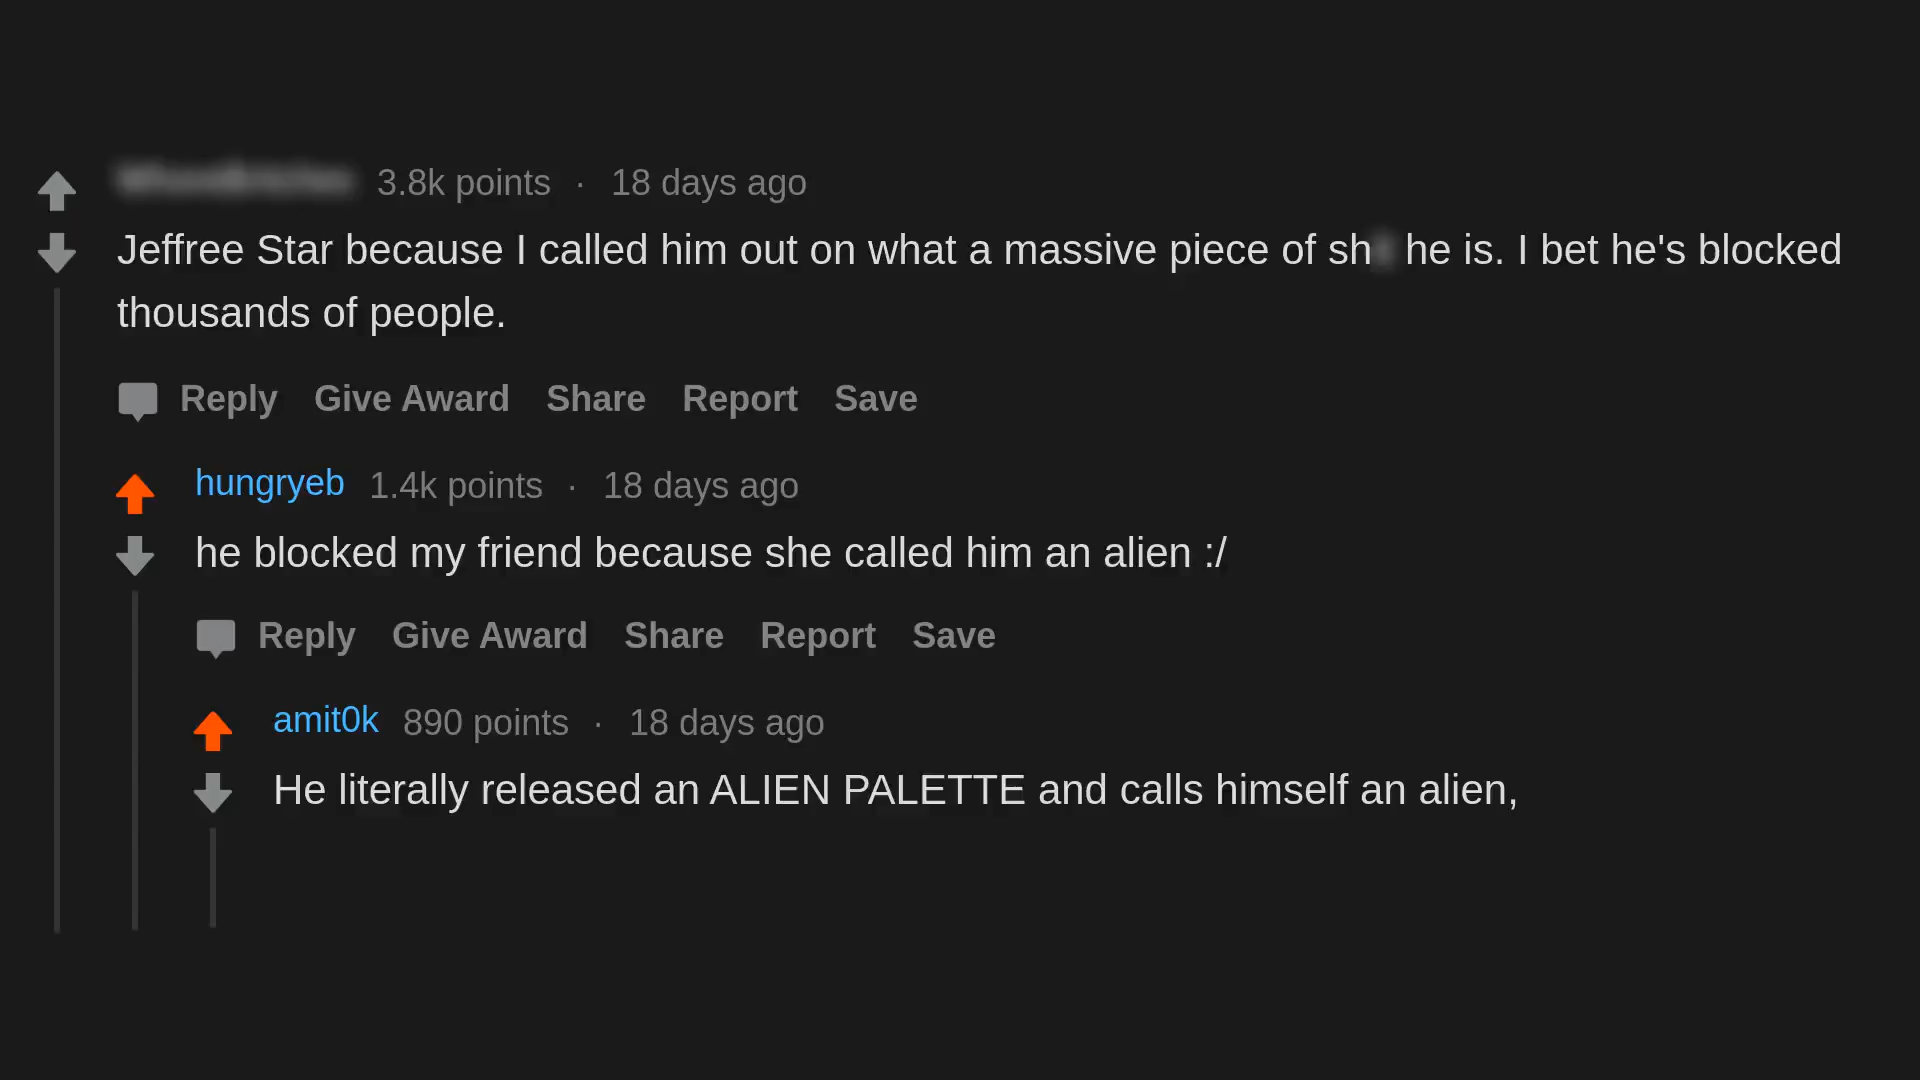 3.8k points · 18 days ago
Jeffree Star because I called him out on what a massive piece of sh he is. I bet he's blocked
thousands of people.
Reply Give Award Share Report Save
hungryeb 1.4k points · 18 days ago
he blocked my friend because she called him an alien :/
Reply Give Award Share Report Save
amit0k 890 points · 18 days ago
He literally released an ALIEN PALETTE and calls himself an alien,